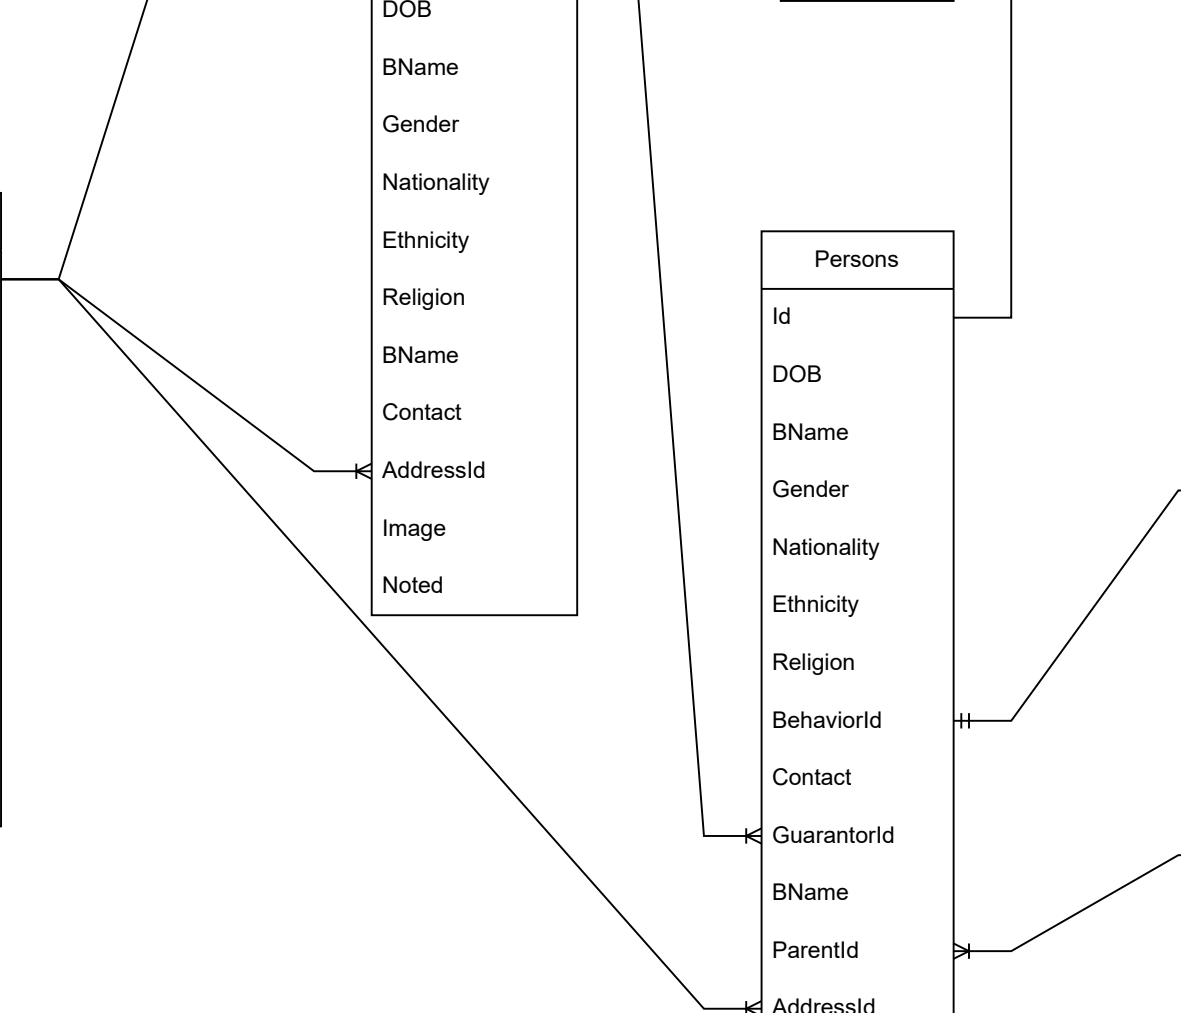 DOB
BName
Gender
Nationality
Ethnicity
Religion
BName
Contact
AddressId
Image
Noted
Persons
Id
DOB
BName
Gender
Nationality
Ethnicity
Religion
BehaviorId
Contact
GuarantorId
BName
ParentId
AddressId